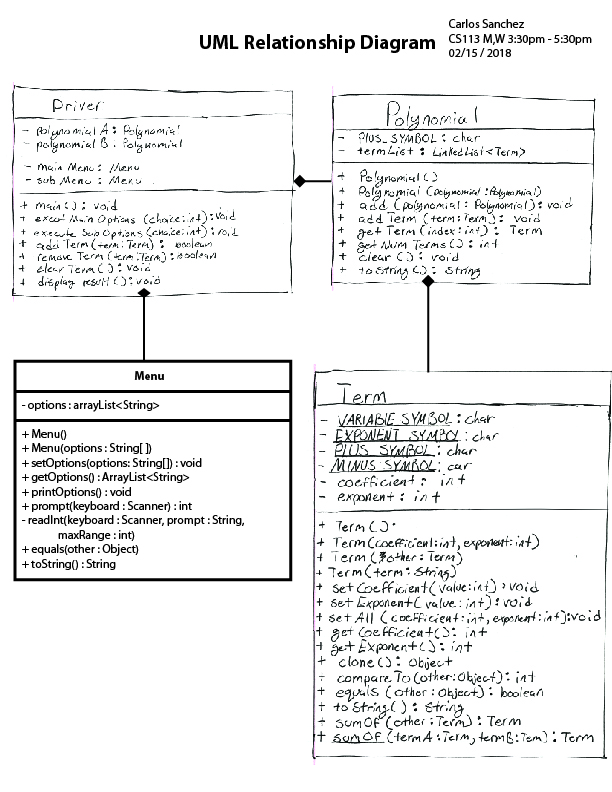 UML Relationship Diagram
Carlos Sanchez
CS113 M,W 3:30pm - 5:30pm
02/15 / 2018
Driver
- polynomial A : Polynomial
- polynomial B : Polynomial
- main Menu : Menu
- sub Menu : Menu
+ main() : void
+ execut Main Options (choice:int) : void
+ execute Sub Options (choice:int) : void
+ add Term (term:Term) : boolean
+ remove Term (term:Term) : boolean
+ clear Term () : void
+ display result () : void
Polynomial
- PLUS_SYMBOL : char
- termList : LinkedList<Term>
+ Polynomial ()
+ Polynomial (polynomial : Polynomial)
+ add (polynomial : Polynomial) : void
+ add Term (term:Term) : void
+ get Term (index:int) : Term
+ get Num Terms () : int
+ clear () : void
+ toString () : String
Menu
- options : arrayList<String>
+ Menu()
+ Menu(options : String[ ])
+ setOptions(options: String[]) : void
+ getOptions() : ArrayList<String>
+ printOptions() : void
+ prompt(keyboard : Scanner) : int
- readInt(keyboard : Scanner, prompt : String,
maxRange : int)
+ equals(other : Object)
+ toString() : String
Term
- VARIABLE_SYMBOL : char
- EXPONENT_SYMBOL : char
- PLUS_SYMBOL : char
- MINUS_SYMBOL : car
- coefficient : int
- exponent : int
+ Term () :
+ Term (coefficient:int, exponent:int)
+ Term (other : Term)
+ Term (term : String)
+ set Coefficient (value:int) : void
+ set Exponent (value : int) : void
+ set All (coefficient:int, exponent:int) : void
+ get Coefficient () : int
+ get Exponent () : int
+ clone () : Object
+ compare To (other:Object) : int
+ equals (other : Object) : boolean
+ to String () : String
+ sumOf (other:Term) : Term
+ sumOf (termA:Term, termB:Term) : Term